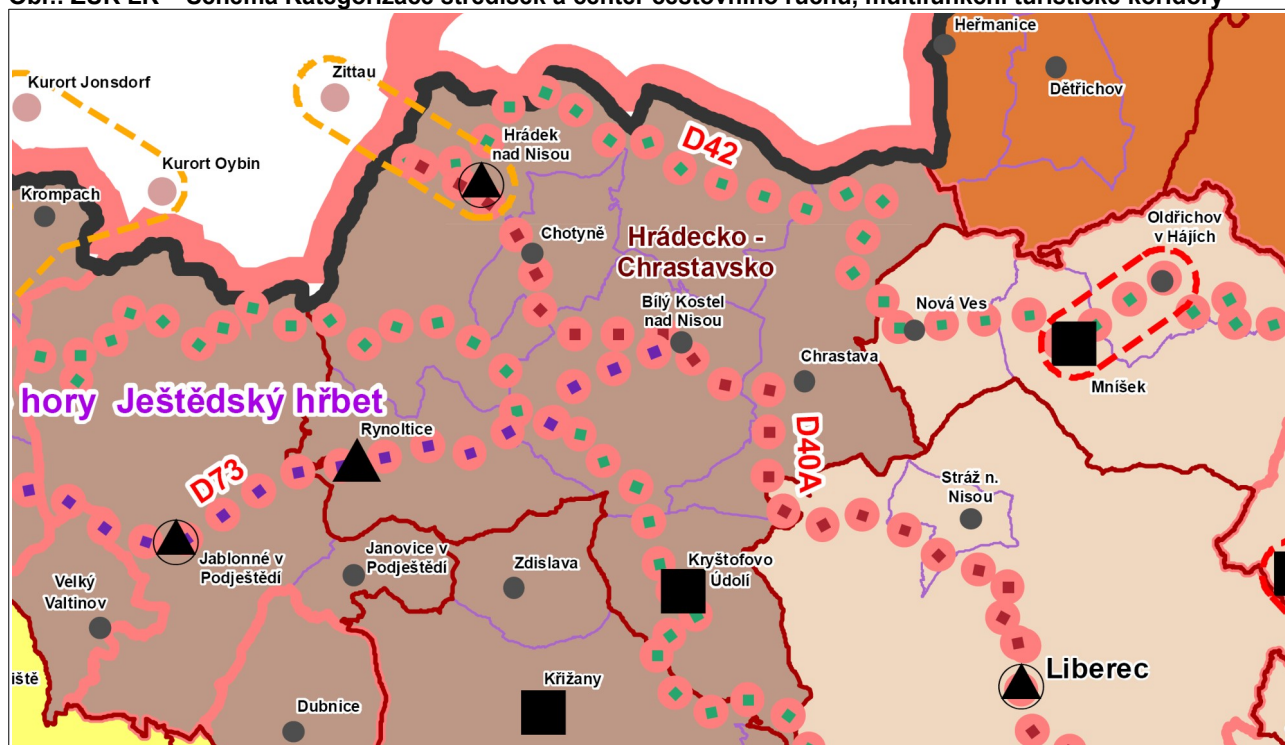 Obr.: ZÚR LK – Schéma Kategorizace středisek a center cestovního ruchu, multifunkční turistické koridory
Heřmanice
Zittau
Kurort Jonsdorf
Dětřichov
Hrádek
nad Nisou
D42
Kurort Oybin
Krompach
Oldřichov
v Hájích
Chotyně
Hrádecko -
Chrastavsko
Bílý Kostel
nad Nisou
Nová Ves
Chrastava
Mníšek
hory Ještědský hřbet
Rynoltice
D40A
D73
Stráž n.
Nisou
Jablonné v
Podještědí
Janovice v
Podještědí
Zdislava
Kryštofovo
Údolí
Velký
Valtinov
Liberec
iště
Křižany
Dubnice